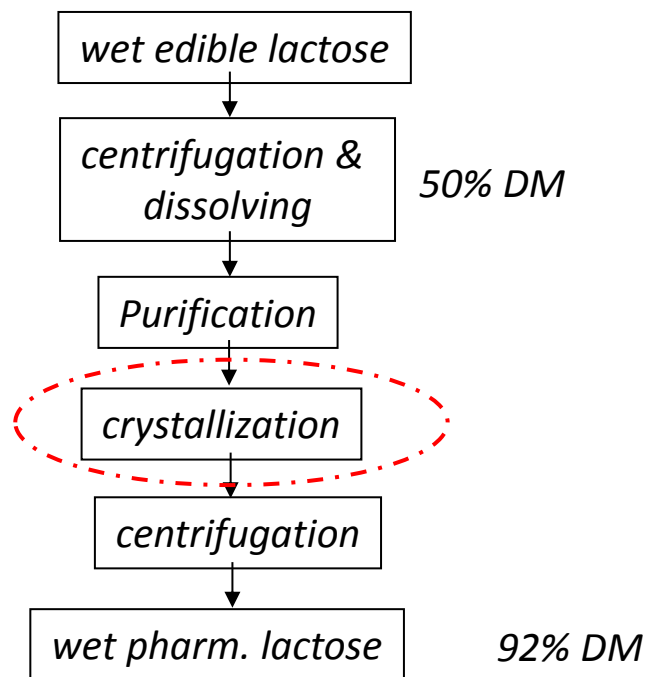 wet edible lactose
centrifugation &
dissolving
50% DM
Purification
crystallization
centrifugation
wet pharm. lactose
92% DM